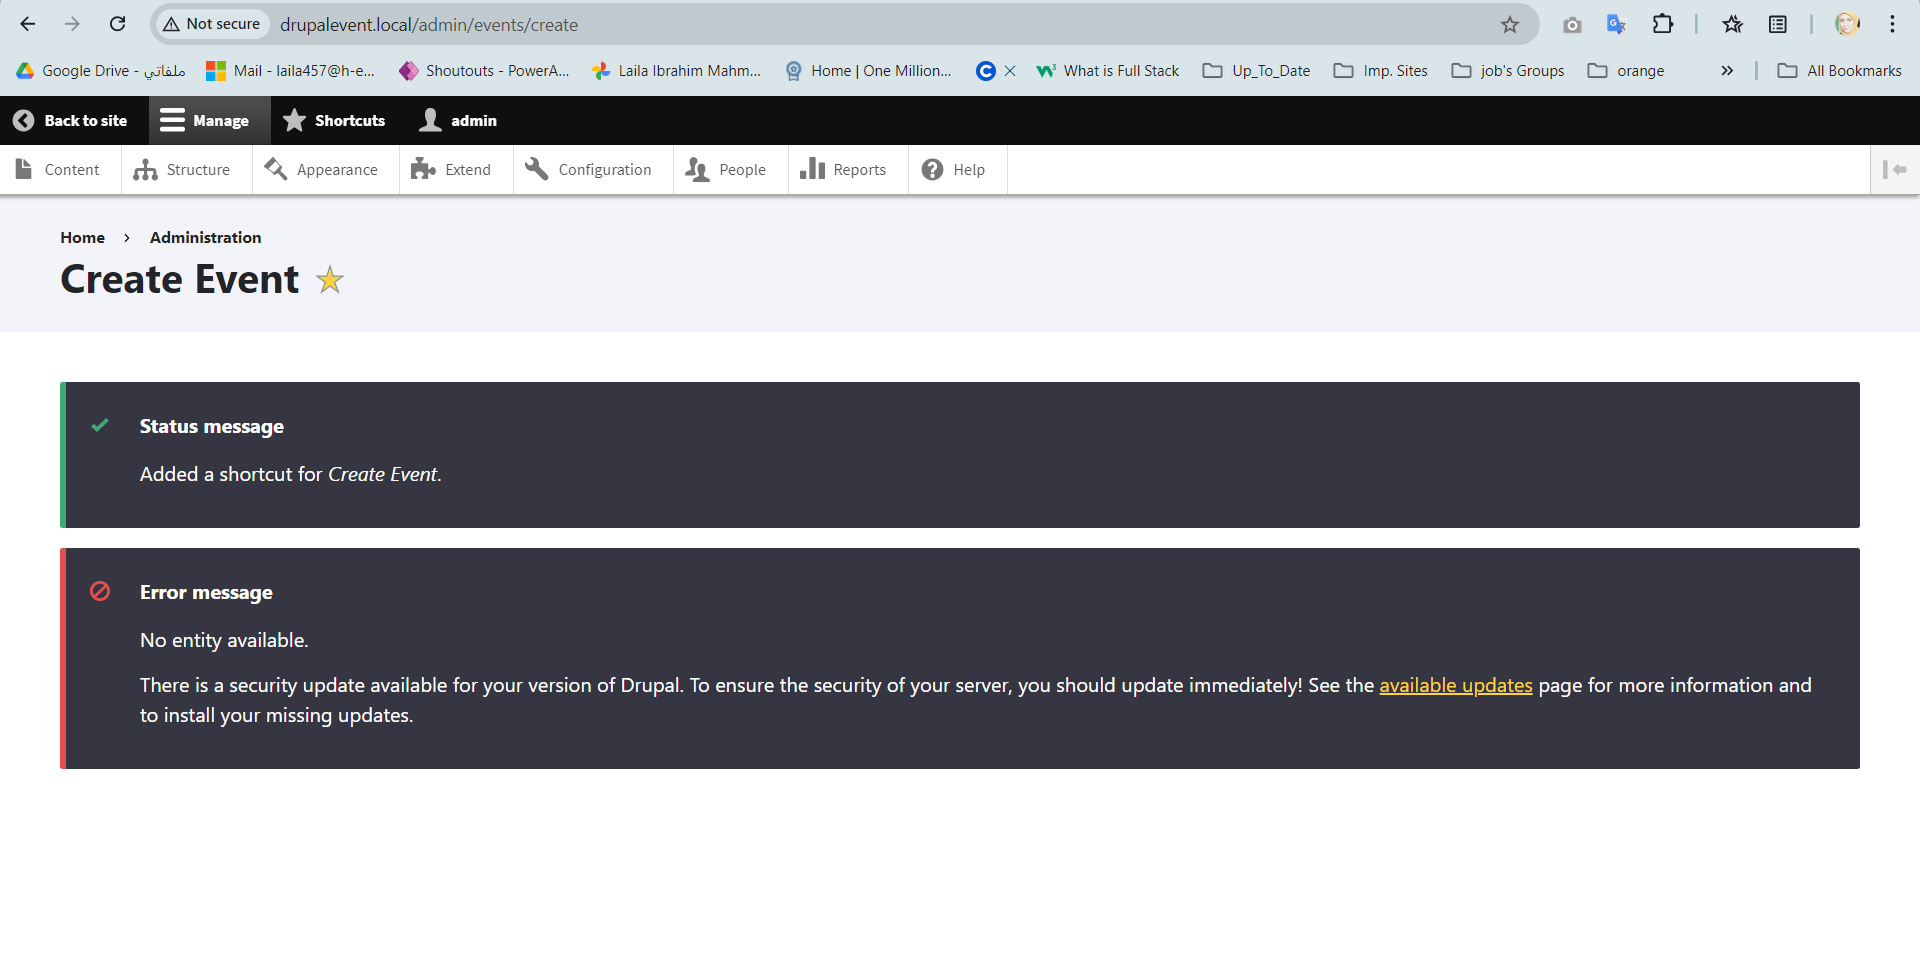 Not secure drupalevent.local/admin/events/create
Google Drive - ملفاتي Mail - laila457@h-e... Shoutouts - PowerA... Laila Ibrahim Mahm... Home | One Million... What is Full Stack Up_To_Date Imp. Sites job's Groups orange All Bookmarks
Back to site Manage Shortcuts admin
Content Structure Appearance Extend Configuration People Reports Help
Home › Administration
Create Event
Status message
Added a shortcut for Create Event.
Error message
No entity available.
There is a security update available for your version of Drupal. To ensure the security of your server, you should update immediately! See the available updates page for more information and
to install your missing updates.